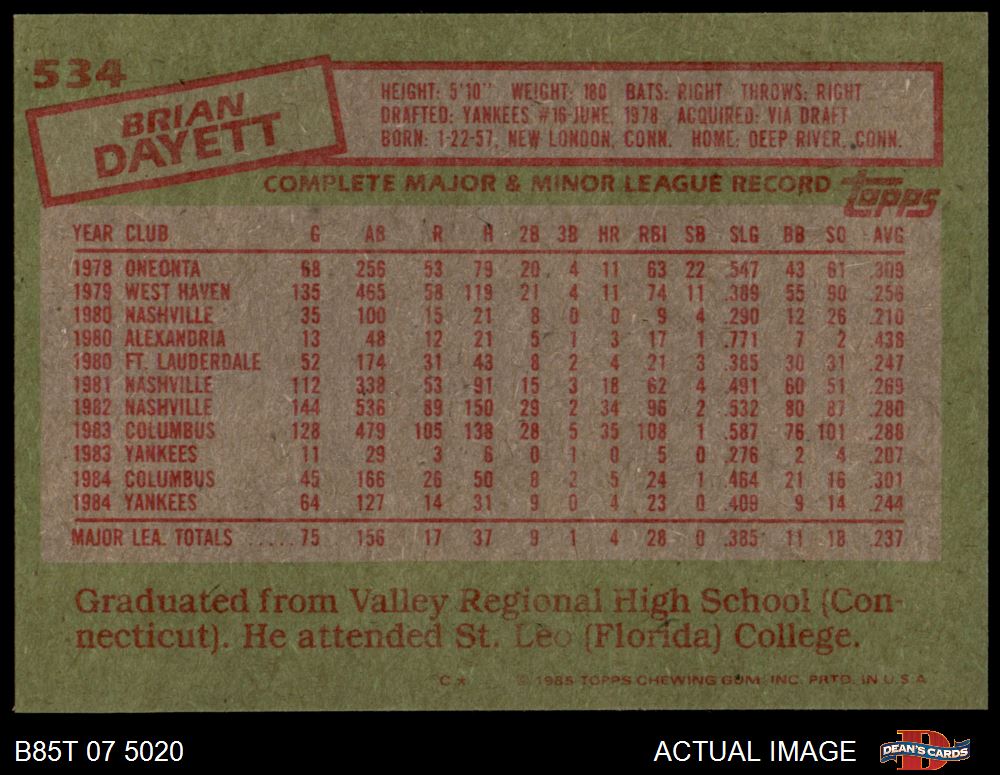 534
BRIAN
DAYETT
HEIGHT: 5'10" WEIGHT: 180 BATS: RIGHT THROWS: RIGHT
DRAFTED: YANKEES #16-JUNE, 1978 ACQUIRED: VIA DRAFT
BORN: 1-22-57, NEW LONDON, CONN. HOME: DEEP RIVER, CONN.
COMPLETE MAJOR & MINOR LEAGUE RECORD topps
YEAR CLUB G AB R H 2B 3B HR RBI SB SLG BB SO AVG
1978 ONEONTA 68 256 53 79 20 4 11 63 22 .547 43 61 .309
1979 WEST HAVEN 135 465 58 119 21 4 11 74 11 .389 55 90 .256
1980 NASHVILLE 35 100 15 21 8 0 0 9 4 .290 12 26 .210
1980 ALEXANDRIA 13 48 12 21 5 1 3 17 1 .771 7 2 .438
1980 FT. LAUDERDALE 52 174 31 43 8 2 4 21 3 .385 30 31 .247
1981 NASHVILLE 112 338 53 91 15 3 18 62 4 .491 60 51 .269
1982 NASHVILLE 144 536 89 150 29 2 34 96 2 .532 80 87 .280
1983 COLUMBUS 128 479 105 138 28 5 35 108 1 .587 76 101 .288
1983 YANKEES 11 29 3 6 0 1 0 5 0 .276 2 4 .207
1984 COLUMBUS 45 166 26 50 8 2 5 24 1 .464 21 16 .301
1984 YANKEES 64 127 14 31 9 0 4 23 0 .409 9 14 .244
MAJOR LEA. TOTALS ..... 75 156 17 37 9 1 4 28 0 .385 11 18 .237
Graduated from Valley Regional High School (Con-
necticut). He attended St. Leo (Florida) College.
C* © 1985 TOPPS CHEWING GUM, INC. PRTD. IN U.S.A.
B85T 07 5020 ACTUAL IMAGE DEAN'S CARDS